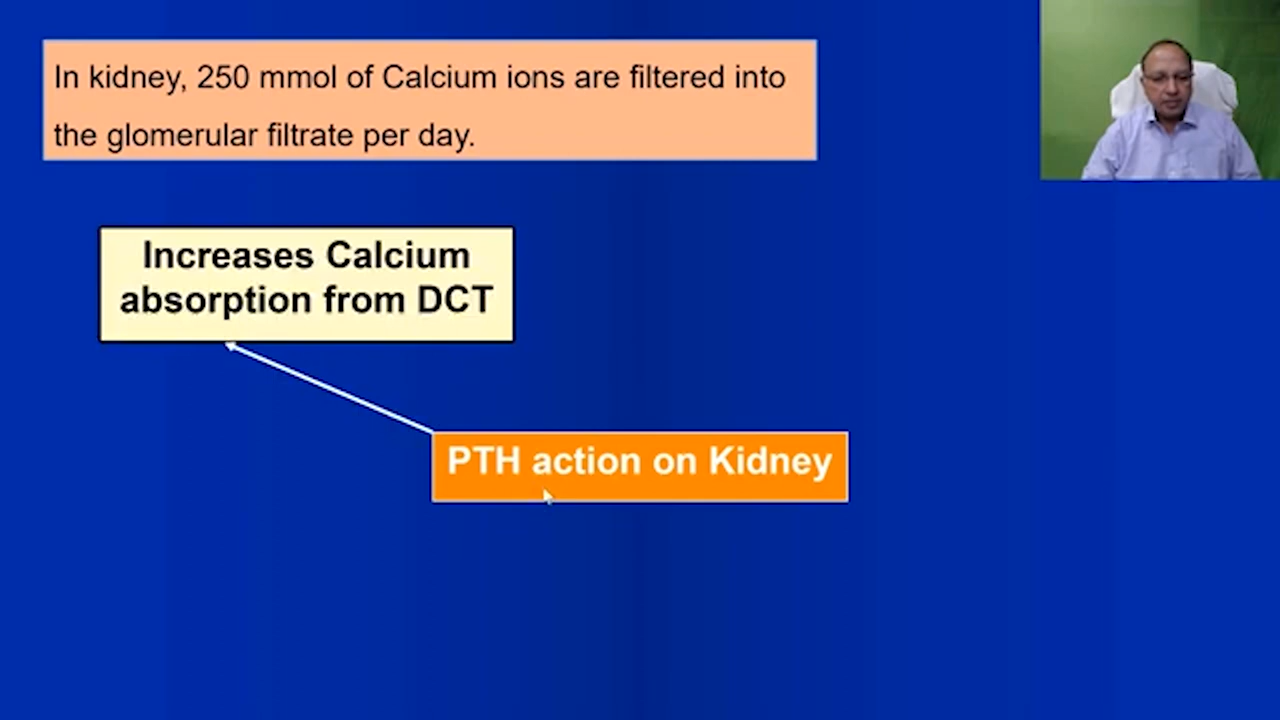 In kidney, 250 mmol of Calcium ions are filtered into
the glomerular filtrate per day.
Increases Calcium
absorption from DCT
PTH action on Kidney